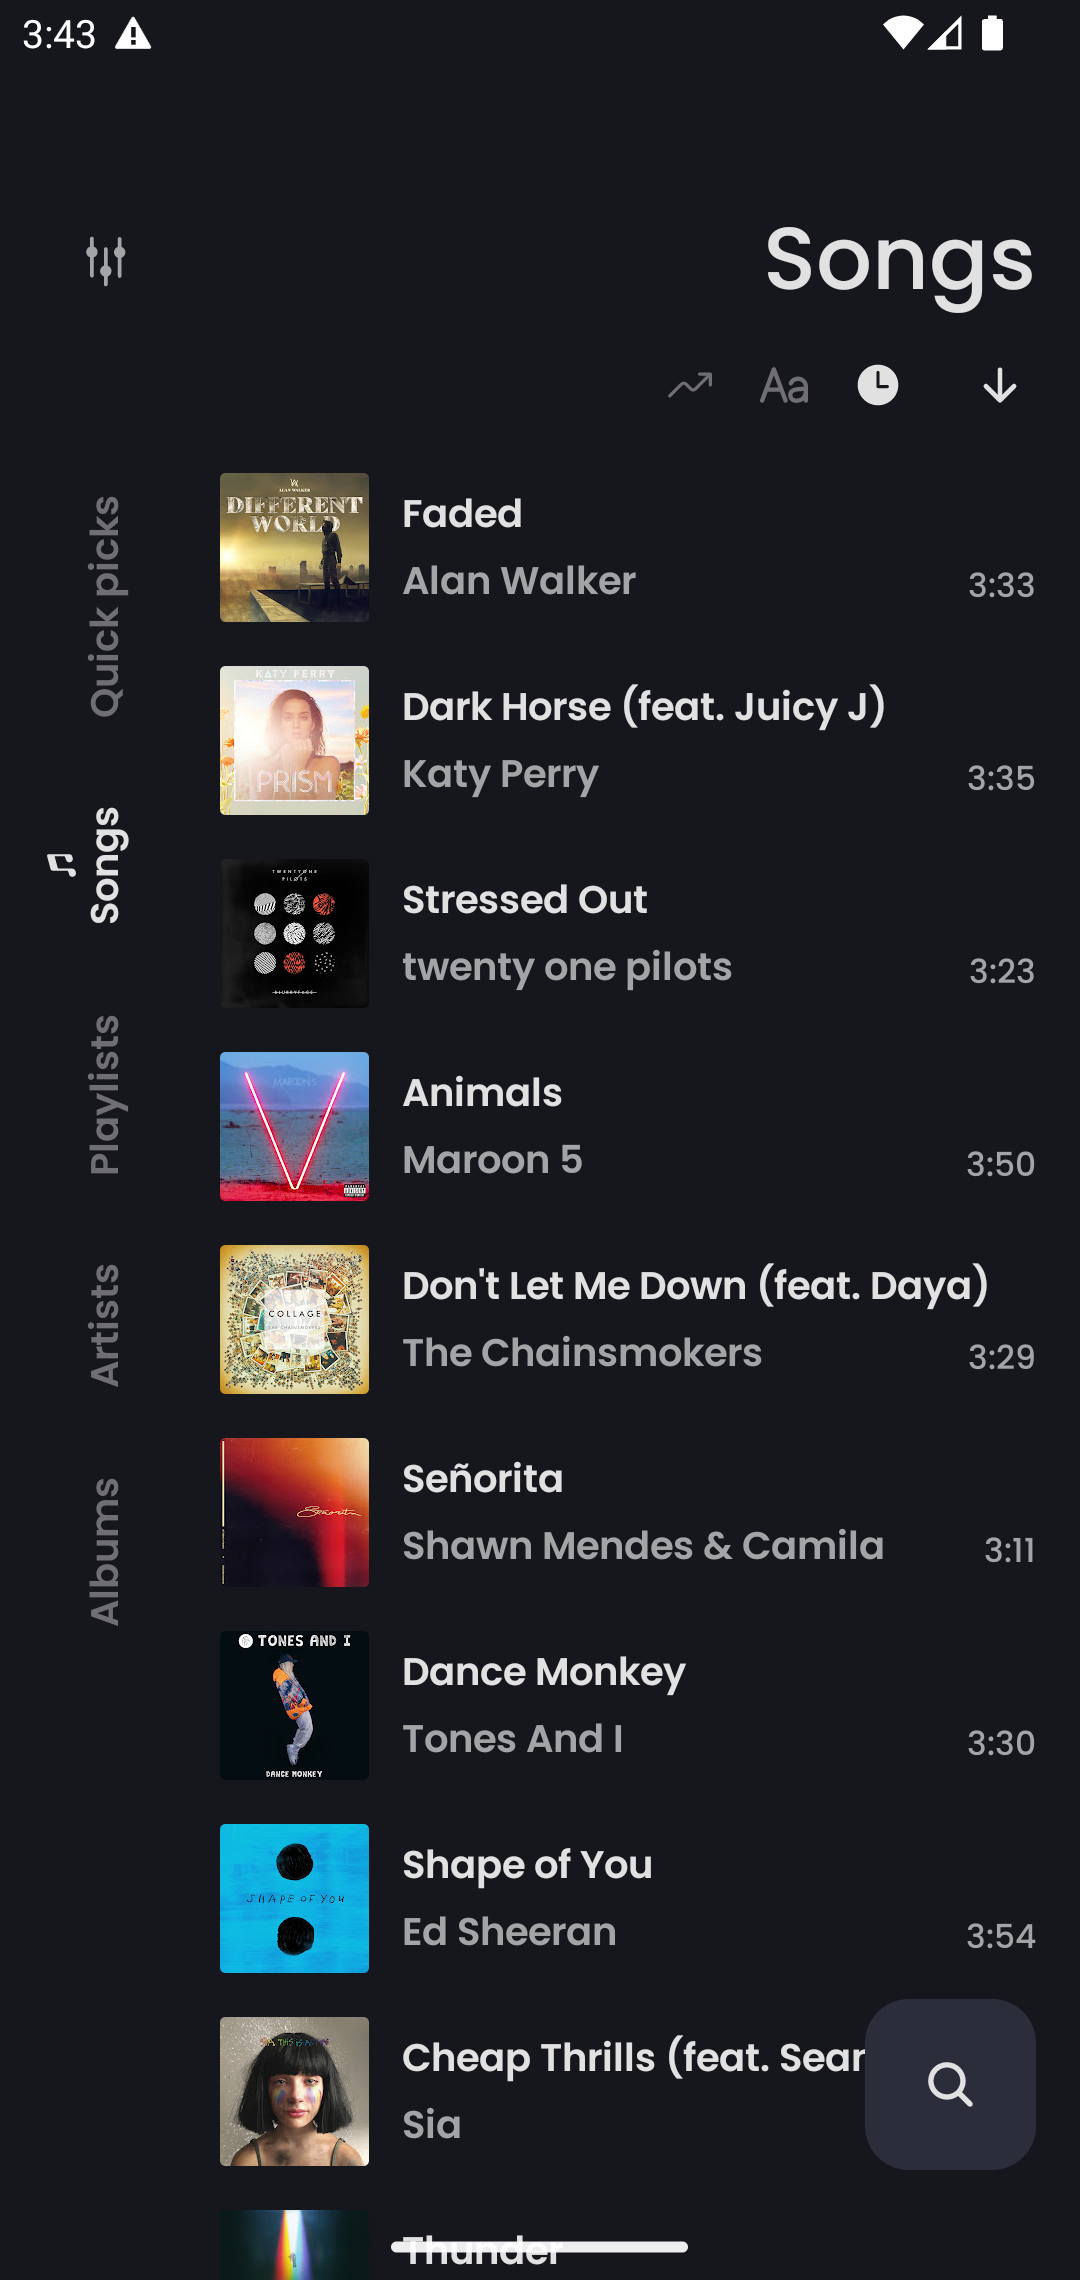 3:43
Songs
Aa
Quick picks
Songs
Playlists
Artists
Albums
ALAN WALKER
DIFFERENT
WORLD
Faded
Alan Walker
3:33
KATY PERRY
PRISM
Dark Horse (feat. Juicy J)
Katy Perry
3:35
TWENTY ONE
PILOTS
BLURRYFACE
Stressed Out
twenty one pilots
3:23
MAROON 5
Animals
Maroon 5
3:50
COLLAGE
THE CHAINSMOKERS
Don't Let Me Down (feat. Daya)
The Chainsmokers
3:29
Señorita
Señorita
Shawn Mendes & Camila
3:11
TONES AND I
DANCE MONKEY
Dance Monkey
Tones And I
3:30
SHAPE OF YOU
Shape of You
Ed Sheeran
3:54
Cheap Thrills (feat. Sean
Sia
Thunder